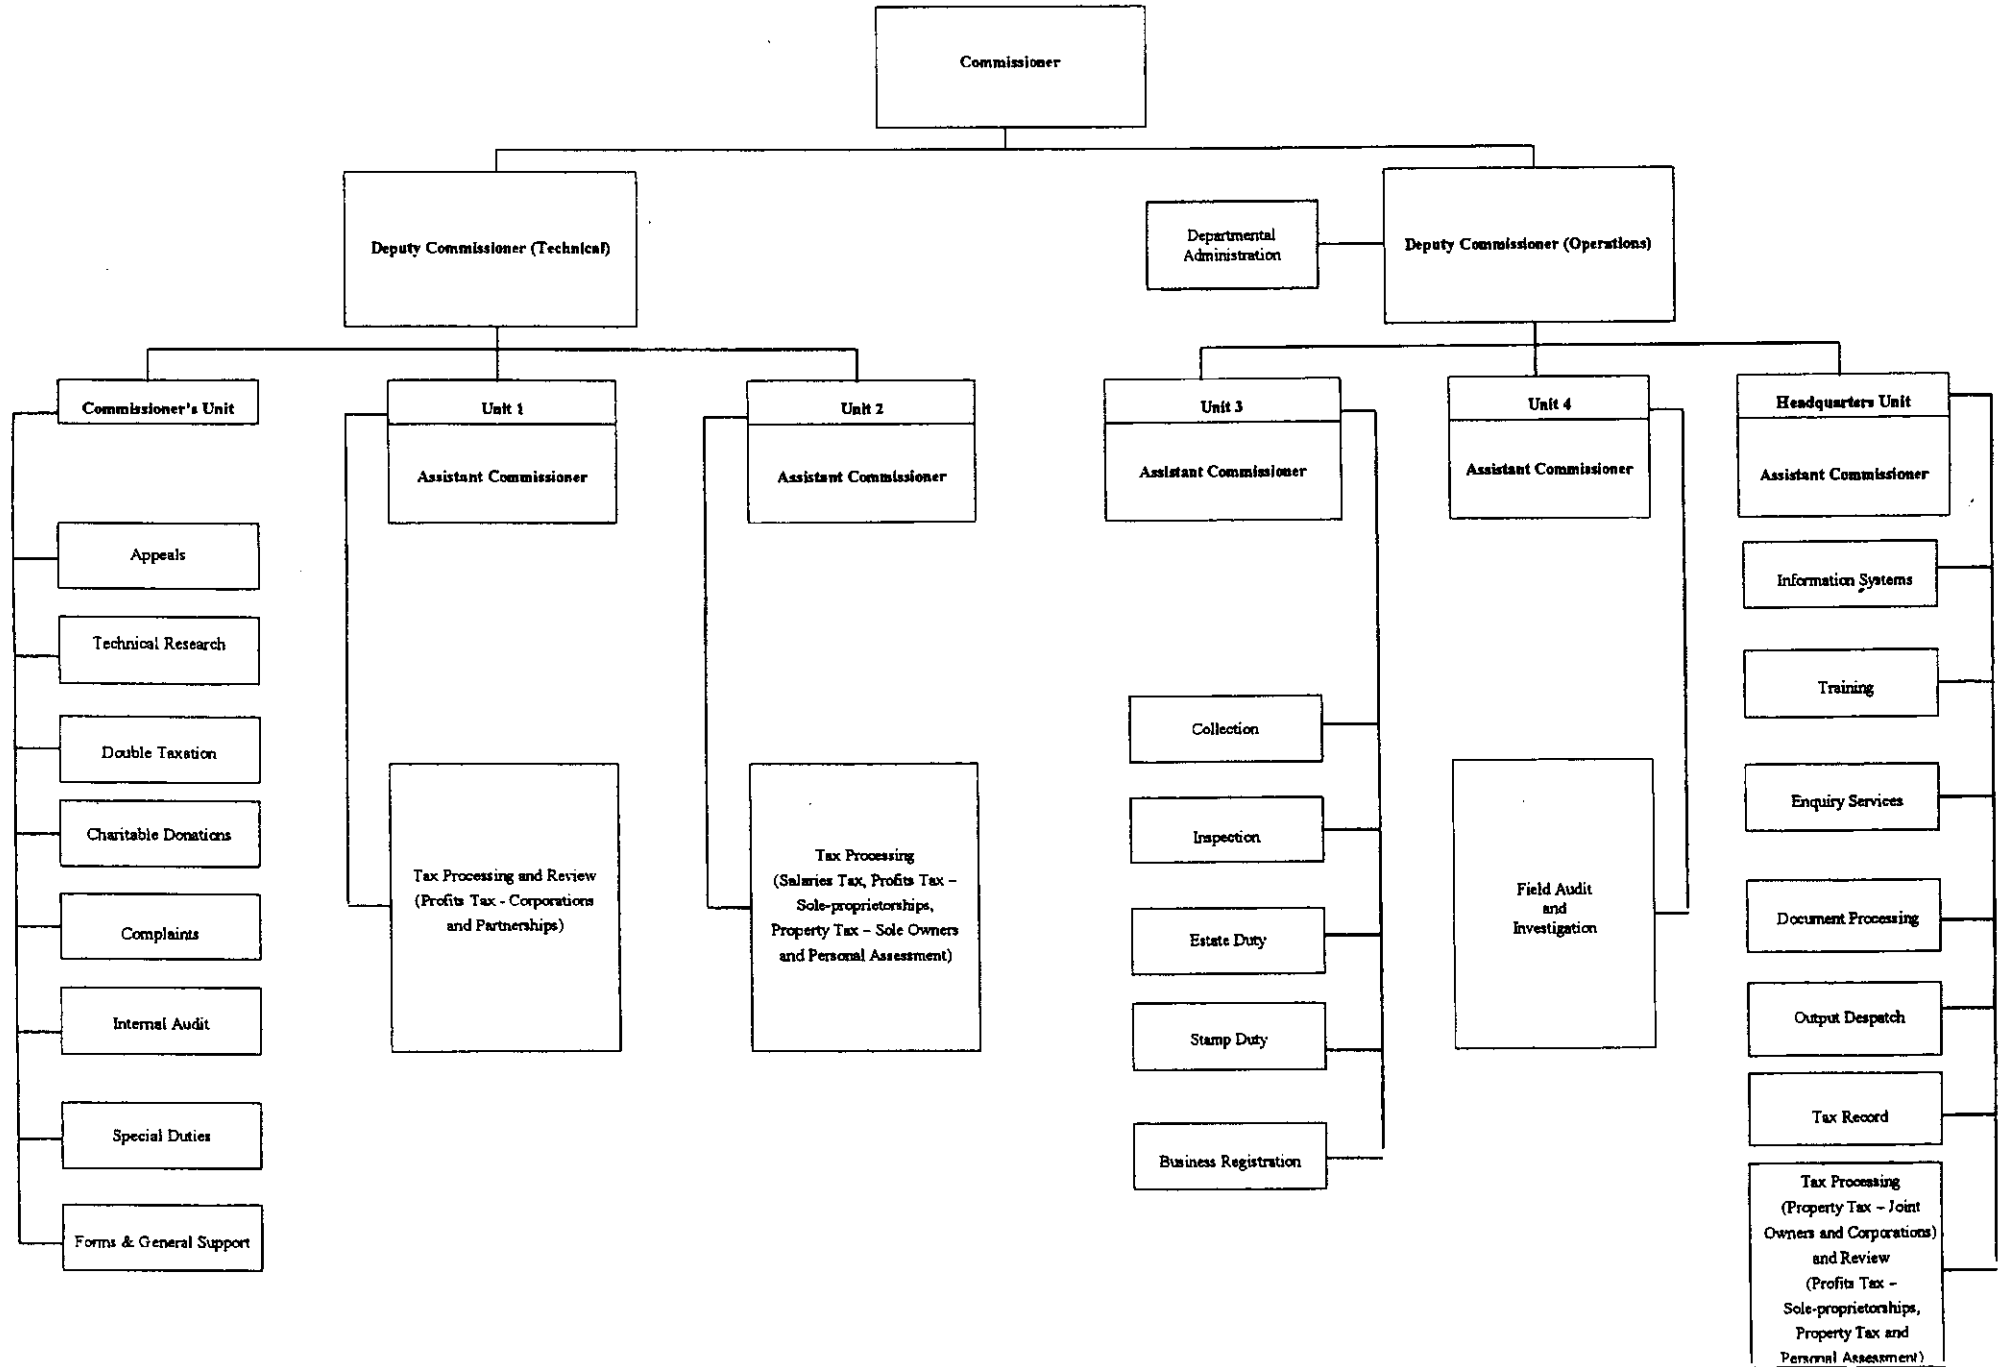 Commissioner
Deputy Commissioner (Technical)
Departmental
Administration
Deputy Commissioner (Operations)
Commissioner's Unit
Unit 1
Assistant Commissioner
Unit 2
Assistant Commissioner
Unit 3
Assistant Commissioner
Unit 4
Assistant Commissioner
Headquarters Unit
Assistant Commissioner
Appeals
Technical Research
Double Taxation
Charitable Donations
Complaints
Internal Audit
Special Duties
Forms & General Support
Tax Processing and Review
(Profits Tax - Corporations
and Partnerships)
Tax Processing
(Salaries Tax, Profits Tax –
Sole-proprietorships,
Property Tax – Sole Owners
and Personal Assessment)
Collection
Inspection
Estate Duty
Stamp Duty
Business Registration
Field Audit
and
Investigation
Information Systems
Training
Enquiry Services
Document Processing
Output Despatch
Tax Record
Tax Processing
(Property Tax – Joint
Owners and Corporations)
and Review
(Profits Tax –
Sole-proprietorships,
Property Tax and
Personal Assessment)